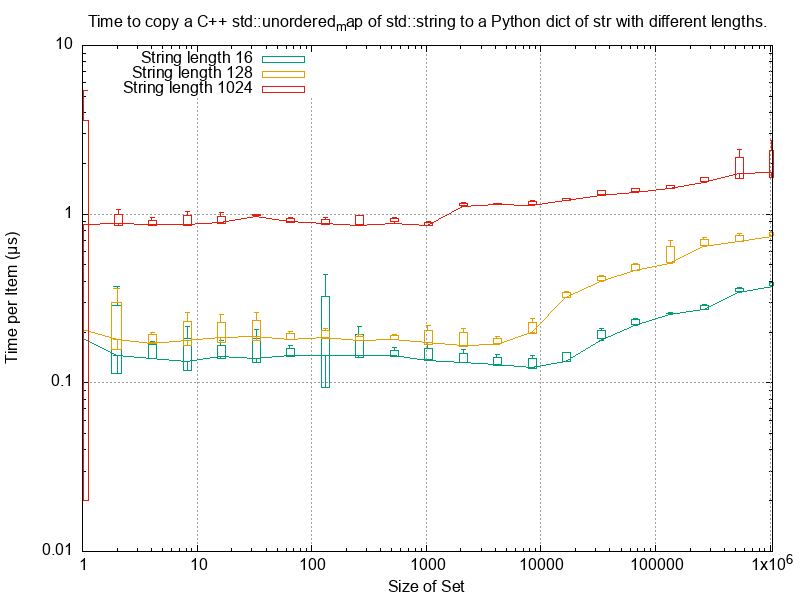 Time to copy a C++ std::unordered_map of std::string to a Python dict of str with different lengths.
String length 16
String length 128
String length 1024
Time per Item (µs)
10
1
0.1
0.01
1 10 100 1000 10000 100000 1x10^6
Size of Set